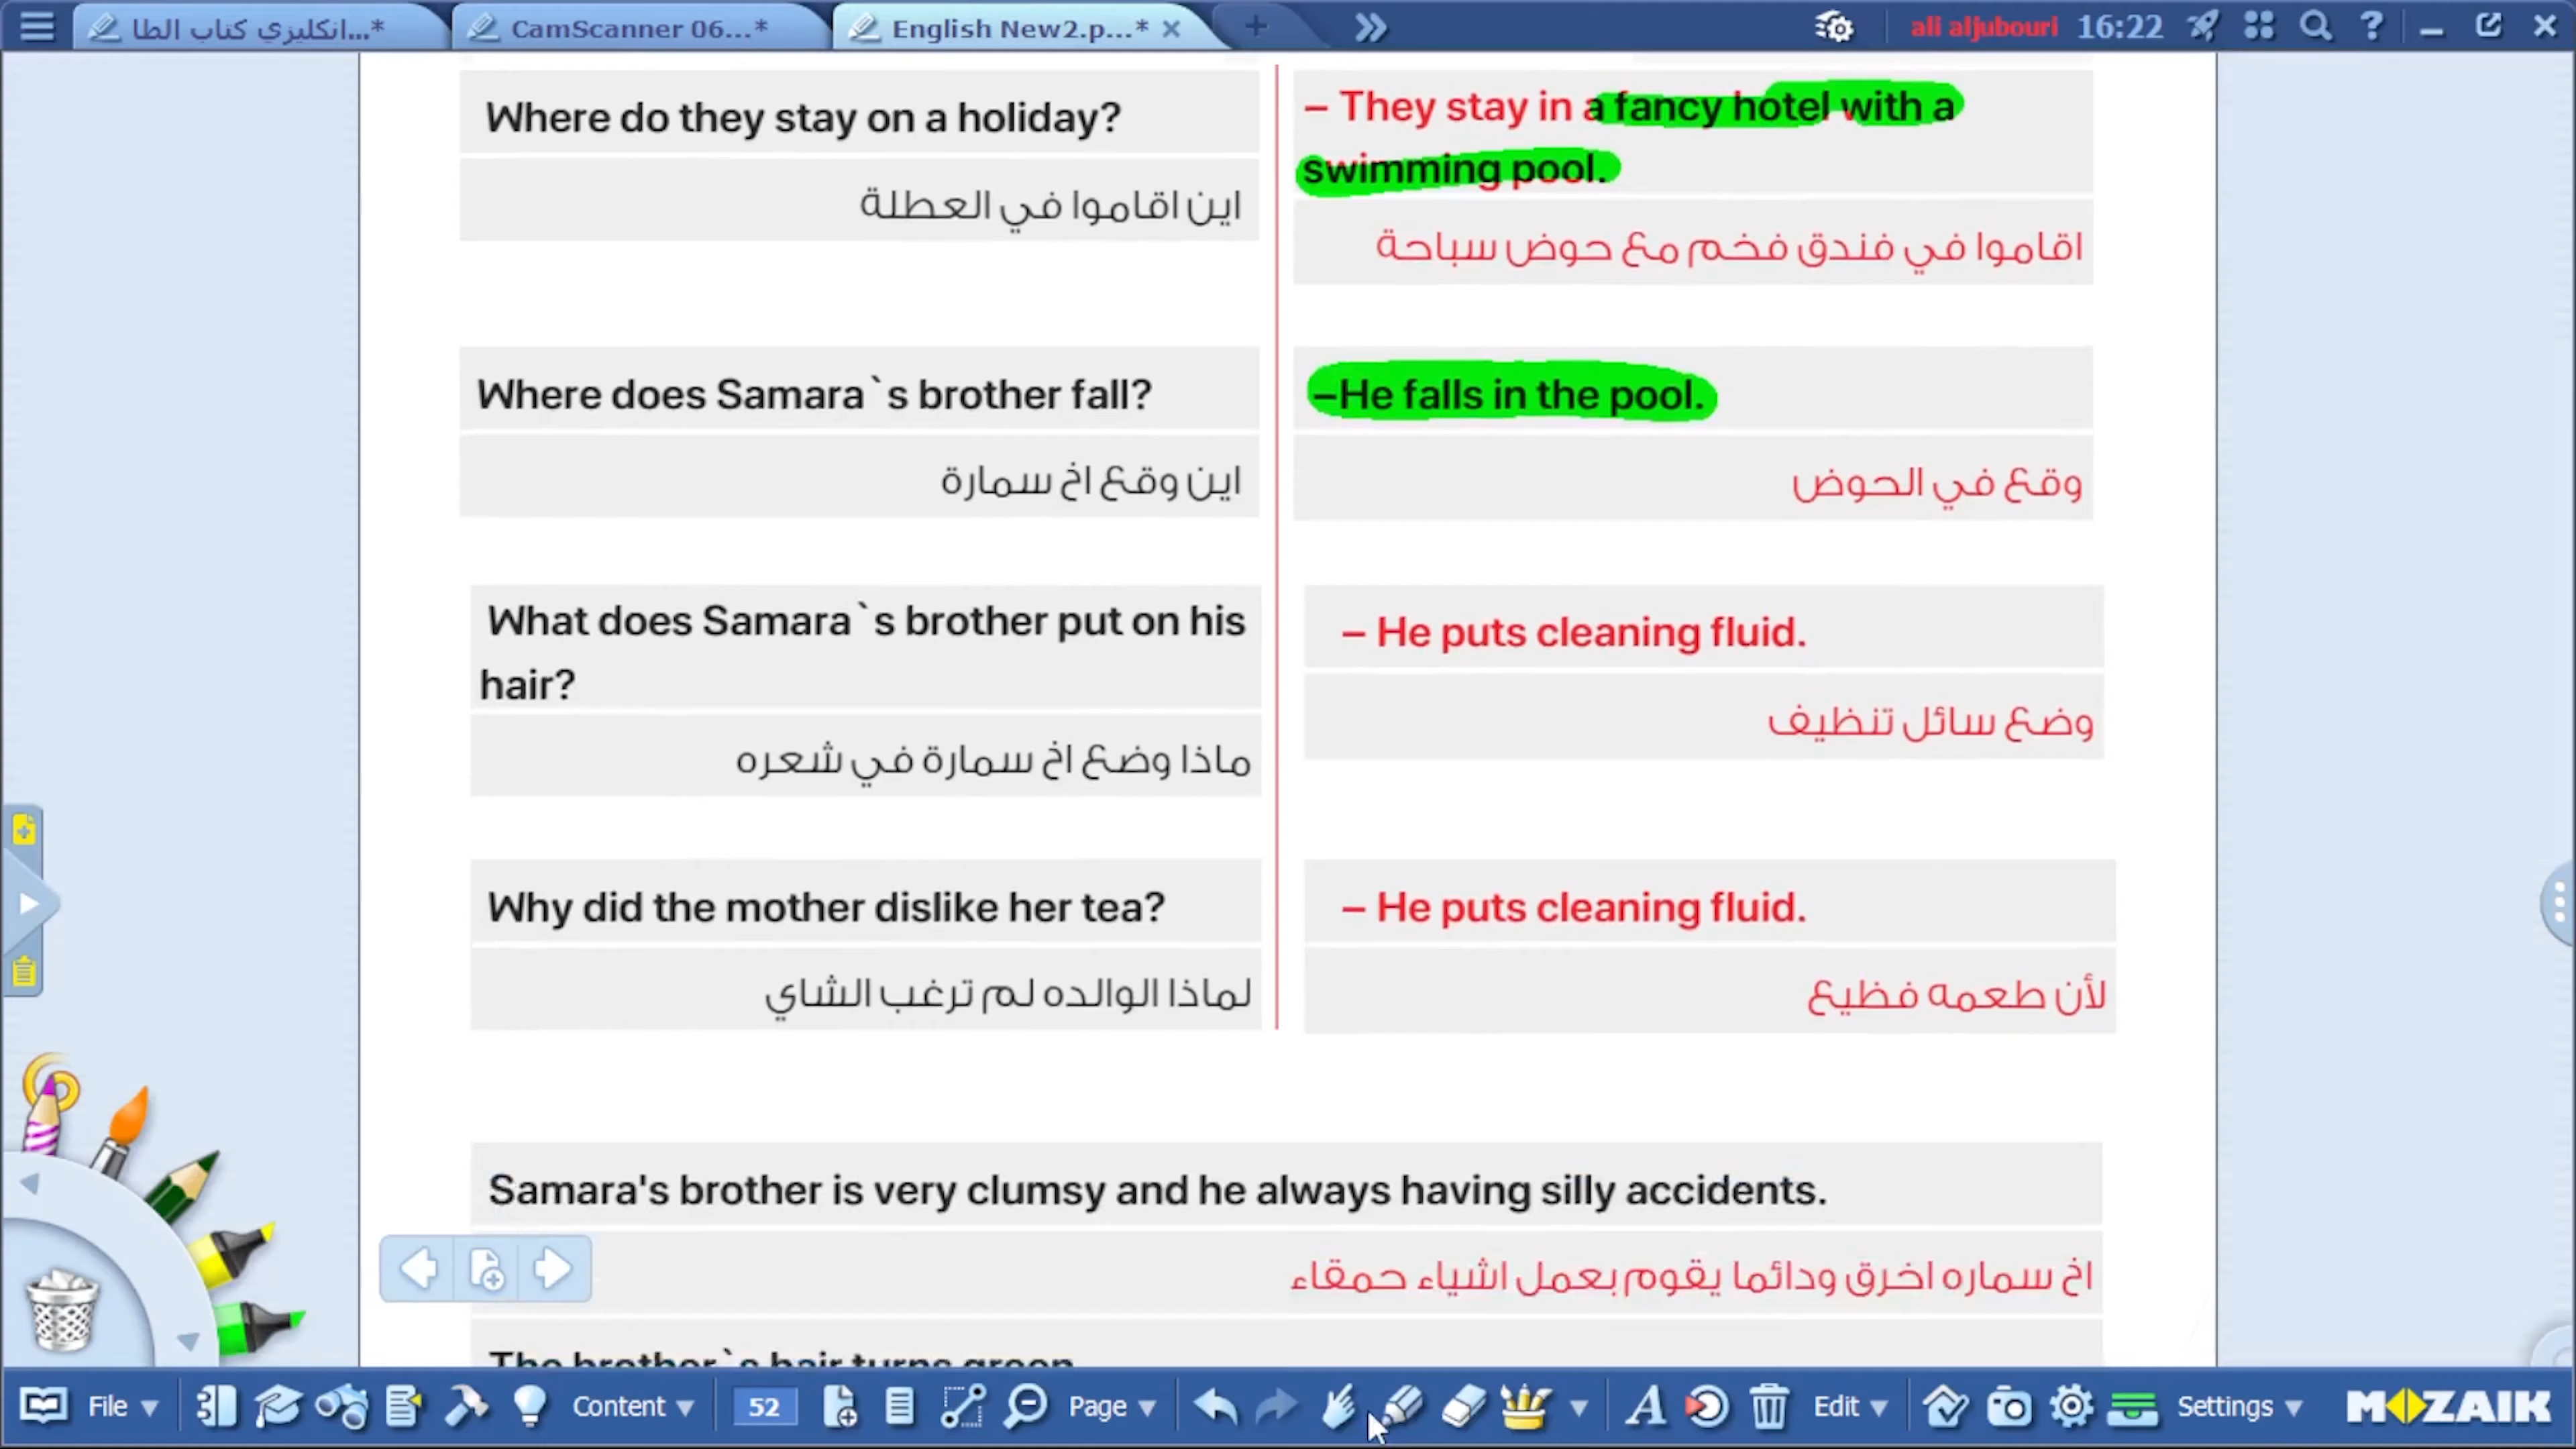 انكليزي كتاب الطا...*
CamScanner 06...*
English New2.p...*
ali aljubouri 16:22
Where do they stay on a holiday?
اين اقاموا في العطلة
– They stay in a fancy hotel with a
swimming pool.
اقاموا في فندق فخم مع حوض سباحة
Where does Samara`s brother fall?
اين وقع اخ سمارة
–He falls in the pool.
وقع في الحوض
What does Samara`s brother put on his
hair?
ماذا وضع اخ سمارة في شعره
– He puts cleaning fluid.
وضع سائل تنظيف
Why did the mother dislike her tea?
لماذا الوالده لم ترغب الشاي
– He puts cleaning fluid.
لأن طعمه فظيع
Samara's brother is very clumsy and he always having silly accidents.
اخ سماره اخرق ودائما يقوم بعمل اشياء حمقاء
The brother`s hair turns green
File Content 52 Page Edit Settings MOZAIK